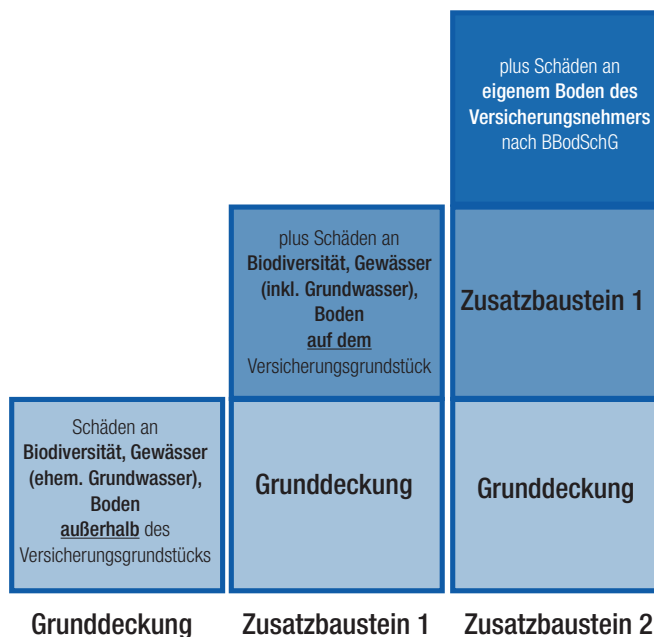 plus Schäden an
eigenem Boden des
Versicherungsnehmers
nach BBodSchG
plus Schäden an
Biodiversität, Gewässer
(inkl. Grundwasser),
Boden
auf dem
Versicherungsgrundstück
Zusatzbaustein 1
Schäden an
Biodiversität, Gewässer
(ehem. Grundwasser),
Boden
außerhalb des
Versicherungsgrundstücks
Grunddeckung
Grunddeckung
Grunddeckung
Zusatzbaustein 1
Zusatzbaustein 2